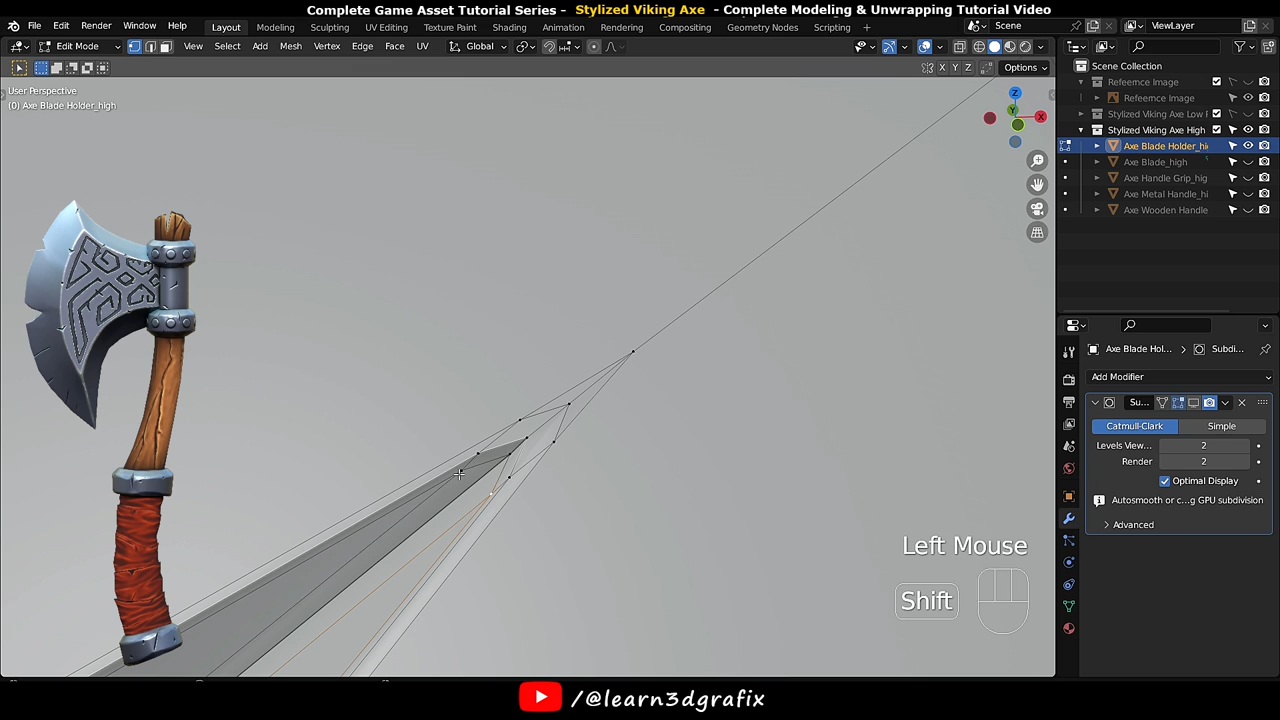 Complete Game Asset Tutorial Series - Stylized Viking Axe - Complete Modeling & Unwrapping Tutorial Video
File Edit Render Window Help Layout Modeling Sculpting UV Editing Texture Paint Shading Animation Rendering Compositing Geometry Nodes Scripting Scene ViewLayer
Edit Mode View Select Add Mesh Vertex Edge Face UV Global
X Y Z Options
User Perspective
(0) Axe Blade Holder_high
Scene Collection
Refeernce Image
Refeernce Image
Stylized Viking Axe Low
Stylized Viking Axe High
Axe Blade Holder_hi
Axe Blade_high
Axe Handle Grip_hig
Axe Metal Handle_hi
Axe Wooden Handle
Z
Y
X
Axe Blade Hol... Subdi...
Add Modifier
Su...
Catmull-Clark Simple
Levels View... 2
Render 2
Optimal Display
Autosmooth or c...g GPU subdivision
Advanced
Left Mouse
Shift
/@learn3dgrafix